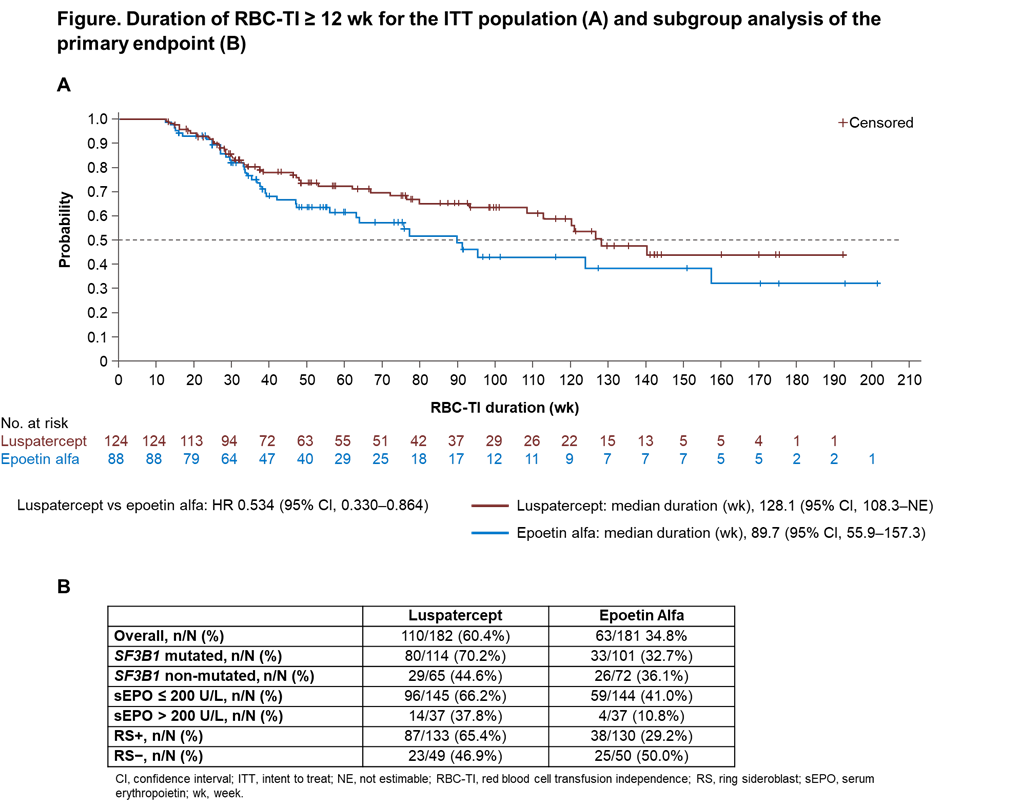 Figure. Duration of RBC-TI ≥ 12 wk for the ITT population (A) and subgroup analysis of the
primary endpoint (B)
A
+Censored
Probability
1.0
0.9
0.8
0.7
0.6
0.5
0.4
0.3
0.2
0.1
0
0 10 20 30 40 50 60 70 80 90 100 110 120 130 140 150 160 170 180 190 200 210
RBC-TI duration (wk)
No. at risk
Luspatercept 124 124 113 94 72 63 55 51 42 37 29 26 22 15 13 5 5 4 1 1
Epoetin alfa 88 88 79 64 47 40 29 25 18 17 12 11 9 7 7 7 5 5 2 2 1
Luspatercept vs epoetin alfa: HR 0.534 (95% CI, 0.330–0.864)
Luspatercept: median duration (wk), 128.1 (95% CI, 108.3–NE)
Epoetin alfa: median duration (wk), 89.7 (95% CI, 55.9–157.3)
B
Luspatercept Epoetin Alfa
Overall, n/N (%) 110/182 (60.4%) 63/181 34.8%
SF3B1 mutated, n/N (%) 80/114 (70.2%) 33/101 (32.7%)
SF3B1 non-mutated, n/N (%) 29/65 (44.6%) 26/72 (36.1%)
sEPO ≤ 200 U/L, n/N (%) 96/145 (66.2%) 59/144 (41.0%)
sEPO > 200 U/L, n/N (%) 14/37 (37.8%) 4/37 (10.8%)
RS+, n/N (%) 87/133 (65.4%) 38/130 (29.2%)
RS−, n/N (%) 23/49 (46.9%) 25/50 (50.0%)
CI, confidence interval; ITT, intent to treat; NE, not estimable; RBC-TI, red blood cell transfusion independence; RS, ring sideroblast; sEPO, serum
erythropoietin; wk, week.